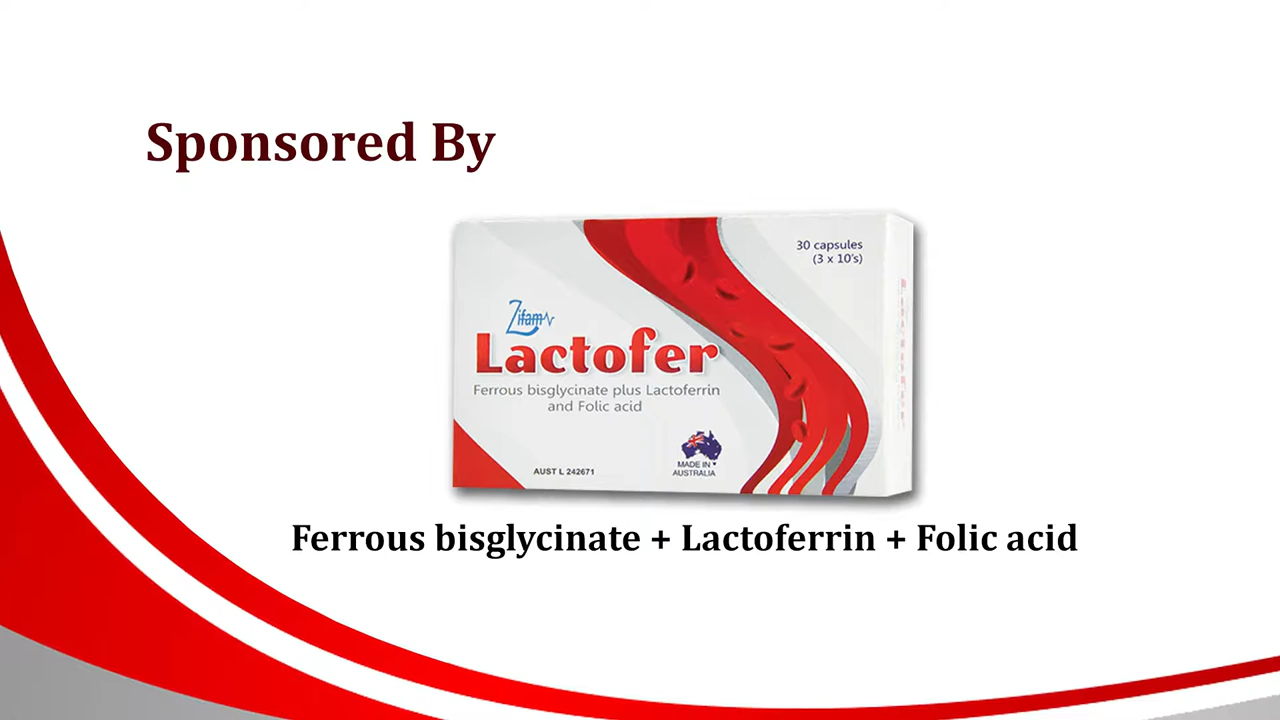 Sponsored By
30 capsules
(3 x 10's)
Zifam
Lactofer
Ferrous bisglycinate plus Lactoferrin
and Folic acid
AUST L 242671
MADE IN
AUSTRALIA
Ferrous bisglycinate + Lactoferrin + Folic acid